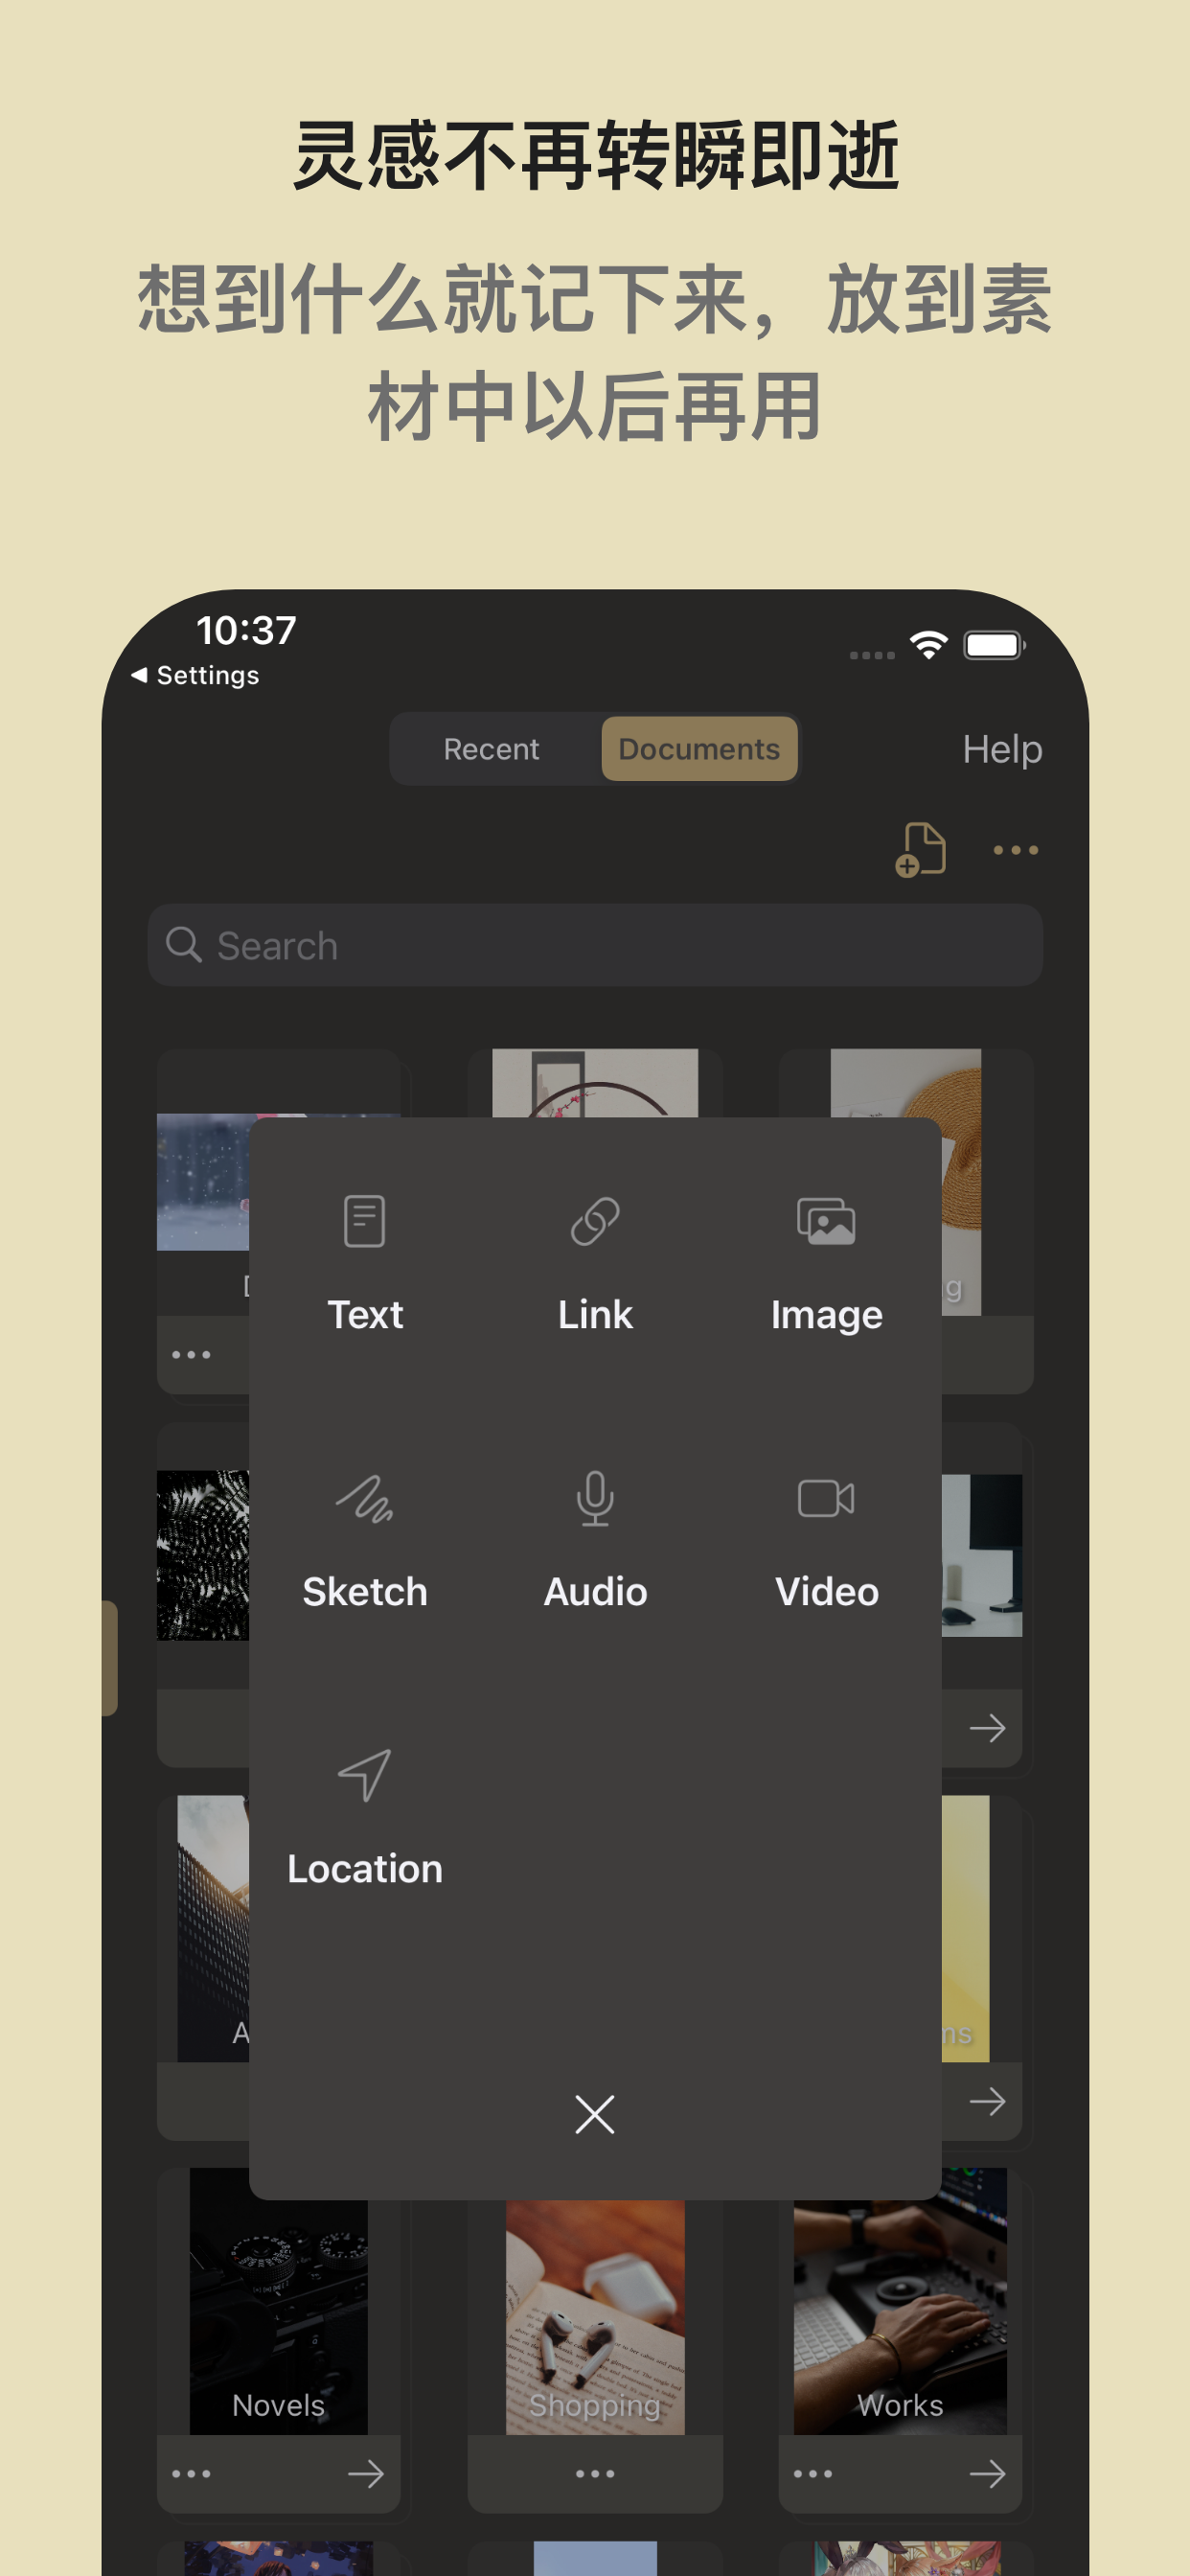 灵感不再转瞬即逝
想到什么就记下来，放到素
材中以后再用
10:37
Settings
Recent
Documents
Help
Search
Text
Link
Image
Sketch
Audio
Video
Location
Novels
Shopping
Works